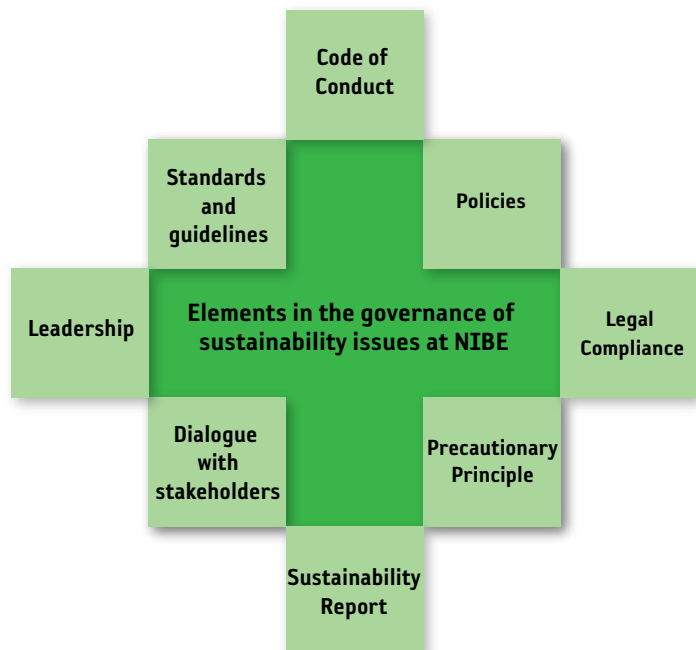 Code of
Conduct
Standards
and
guidelines
Policies
Leadership
Elements in the governance of
sustainability issues at NIBE
Legal
Compliance
Dialogue
with
stakeholders
Precautionary
Principle
Sustainability
Report